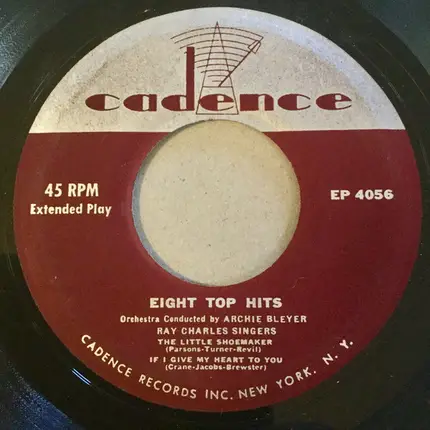 cadence
45 RPM
Extended Play
EP 4056
EIGHT TOP HITS
Orchestra Conducted by ARCHIE BLEYER
RAY CHARLES SINGERS
THE LITTLE SHOEMAKER
(Parsons-Turner-Revil)
IF I GIVE MY HEART TO YOU
(Crane-Jacobs-Brewster)
CADENCE RECORDS INC. NEW YORK, N. Y.